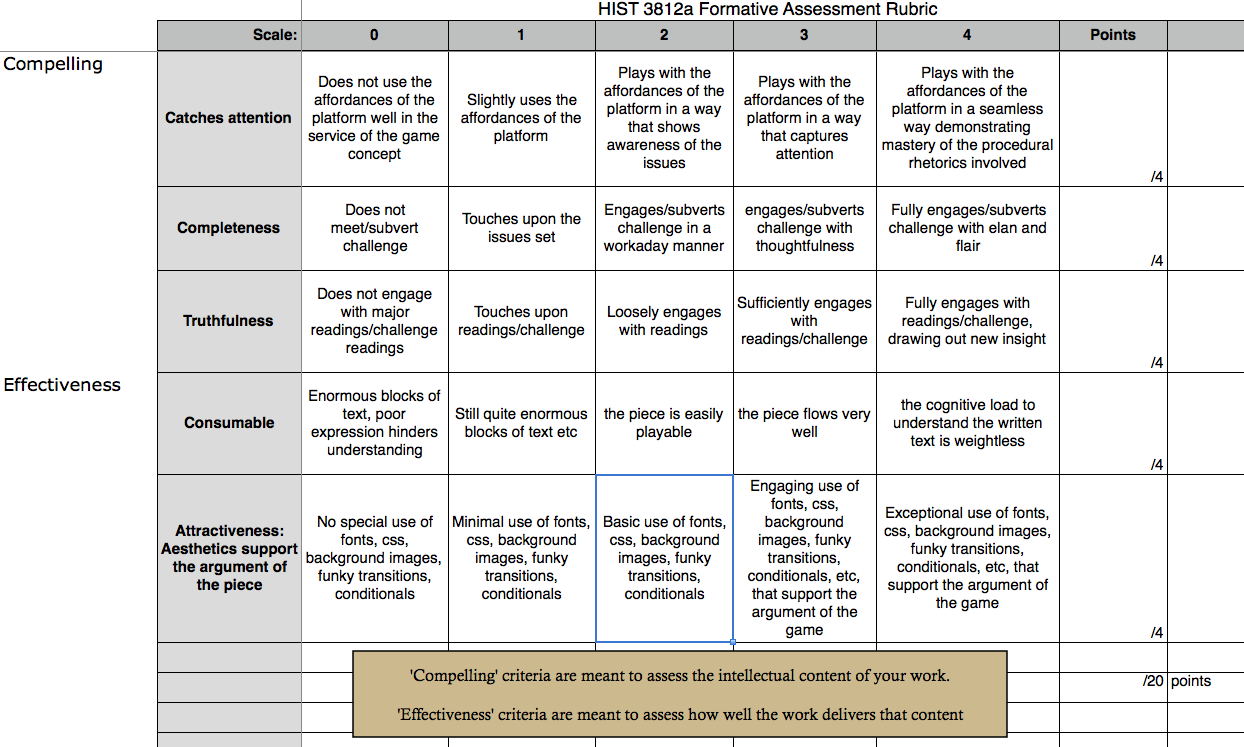 HIST 3812a Formative Assessment Rubric
Scale:
0
1
2
3
4
Points
Compelling
Catches attention
Does not use the
affordances of the
platform well in the
service of the game
concept
Slightly uses the
affordances of the
platform
Plays with the
affordances of the
platform in a way
that shows
awareness of the
issues
Plays with the
affordances of the
platform in a way
that captures
attention
Plays with the
affordances of the
platform in a seamless
way demonstrating
mastery of the procedural
rhetorics involved
/4
Completeness
Does not
meet/subvert
challenge
Touches upon the
issues set
Engages/subverts
challenge in a
workaday manner
engages/subverts
challenge with
thoughtfulness
Fully engages/subverts
challenge with elan and
flair
/4
Truthfulness
Does not engage
with major
readings/challenge
readings
Touches upon
readings/challenge
Loosely engages
with readings
Sufficiently engages
with
readings/challenge
Fully engages with
readings/challenge,
drawing out new insight
/4
Effectiveness
Consumable
Enormous blocks of
text, poor
expression hinders
understanding
Still quite enormous
blocks of text etc
the piece is easily
playable
the piece flows very
well
the cognitive load to
understand the written
text is weightless
/4
Attractiveness:
Aesthetics support
the argument of
the piece
No special use of
fonts, css,
background images,
funky transitions,
conditionals
Minimal use of fonts,
css, background
images, funky
transitions,
conditionals
Basic use of fonts,
css, background
images, funky
transitions,
conditionals
Engaging use of
fonts, css,
background
images, funky
transitions,
conditionals, etc,
that support the
argument of the
game
Exceptional use of fonts,
css, background images,
funky transitions,
conditionals, etc, that
support the argument of
the game
/4
'Compelling' criteria are meant to assess the intellectual content of your work.
'Effectiveness' criteria are meant to assess how well the work delivers that content
/20 points